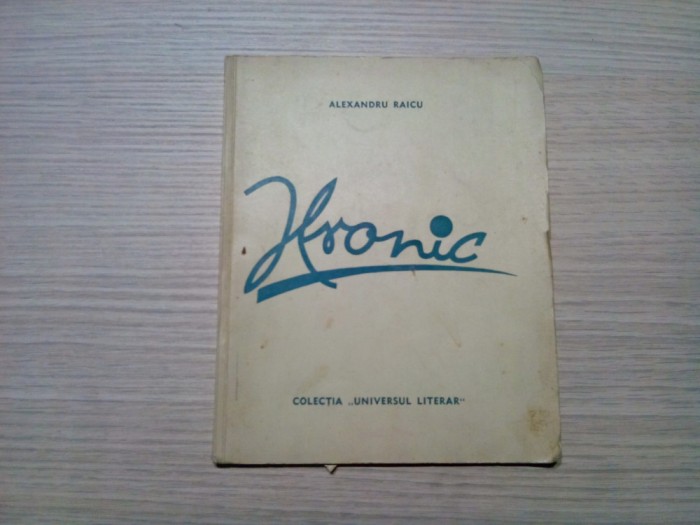 ALEXANDRU RAICU
Hronic
COLECȚIA „UNIVERSUL LITERAR“